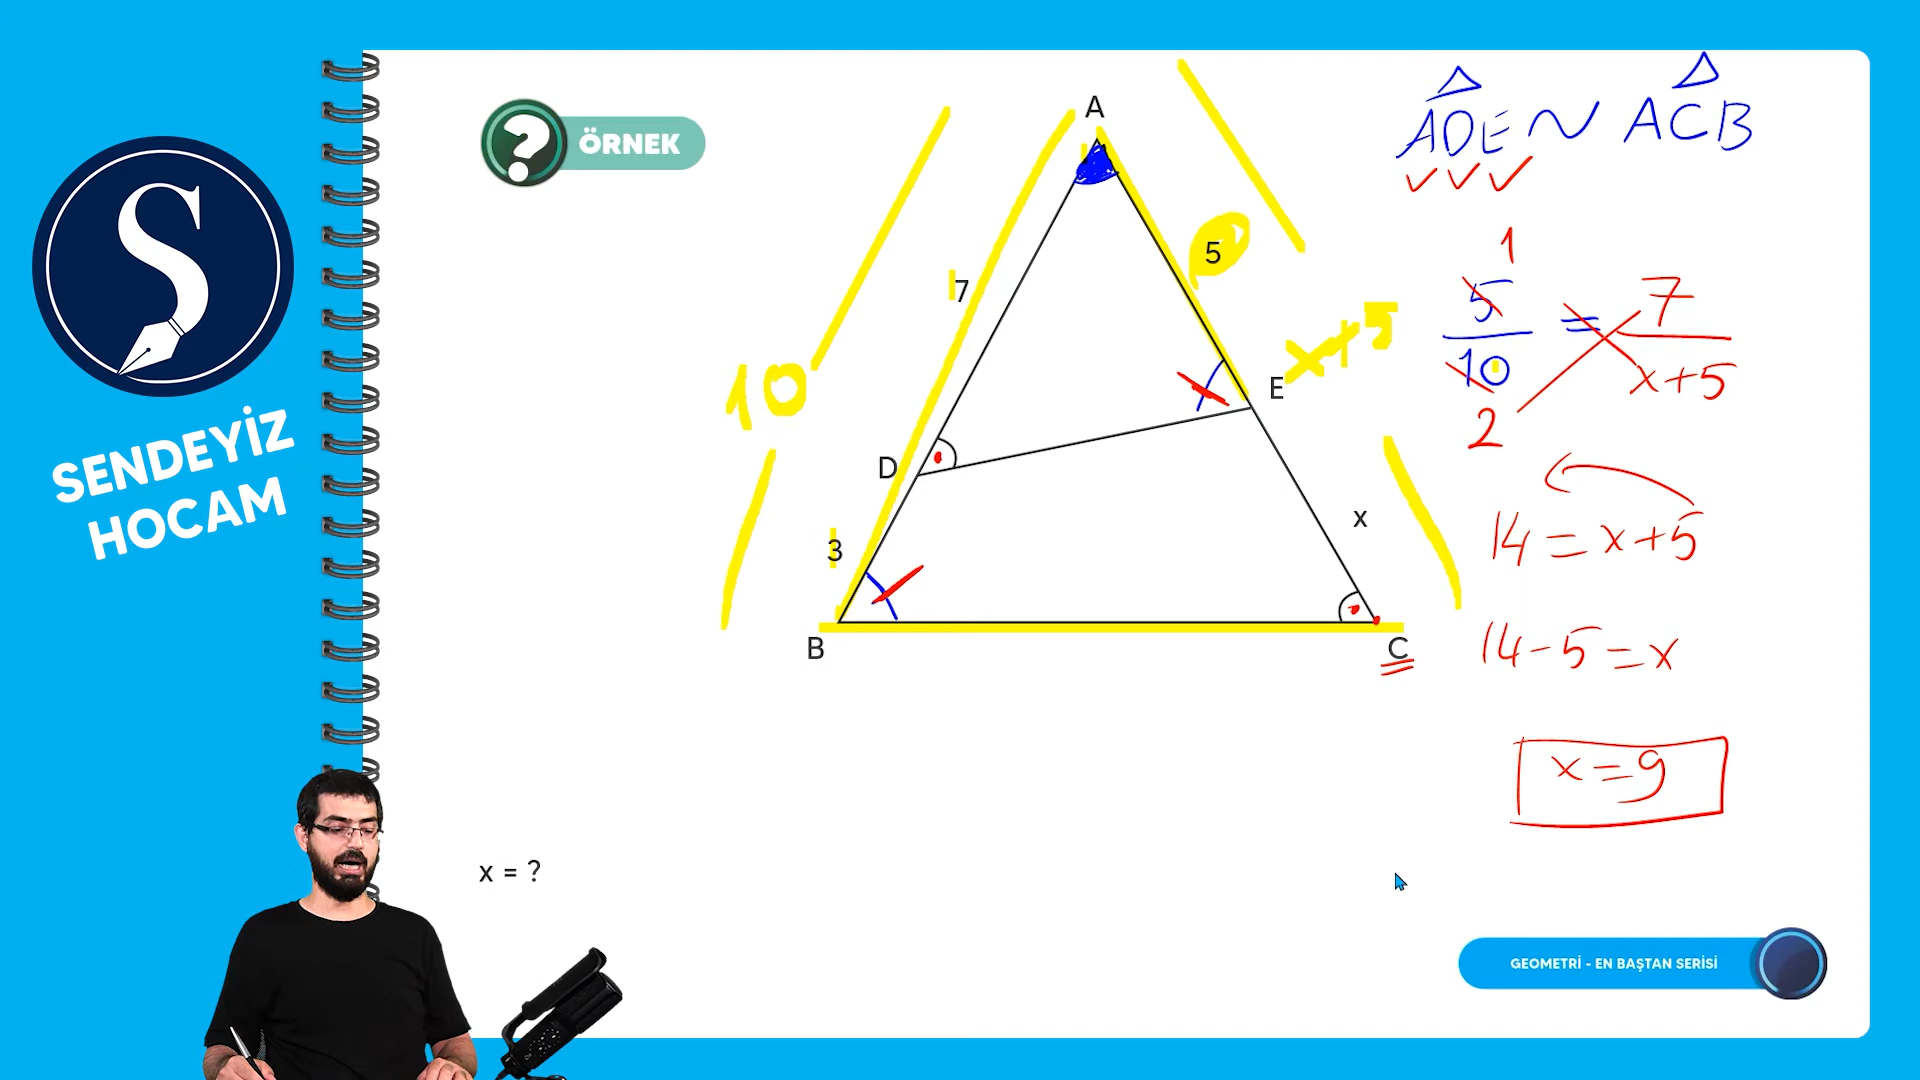 SENDEYİZ
HOCAM
ÖRNEK
A
7
5
10
x+5
E
D
3
x
B
C
x = ?
ADE ~ ACB
1
5 = 7
10 x+5
2
14 = x+5
14-5=x
x=9
GEOMETRİ - EN BAŞTAN SERİSİ